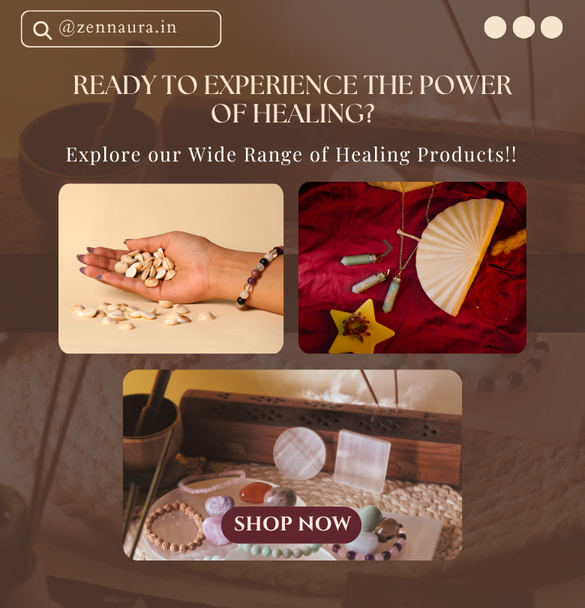 @zennaura.in
READY TO EXPERIENCE THE POWER
OF HEALING?
Explore our Wide Range of Healing Products!!
SHOP NOW